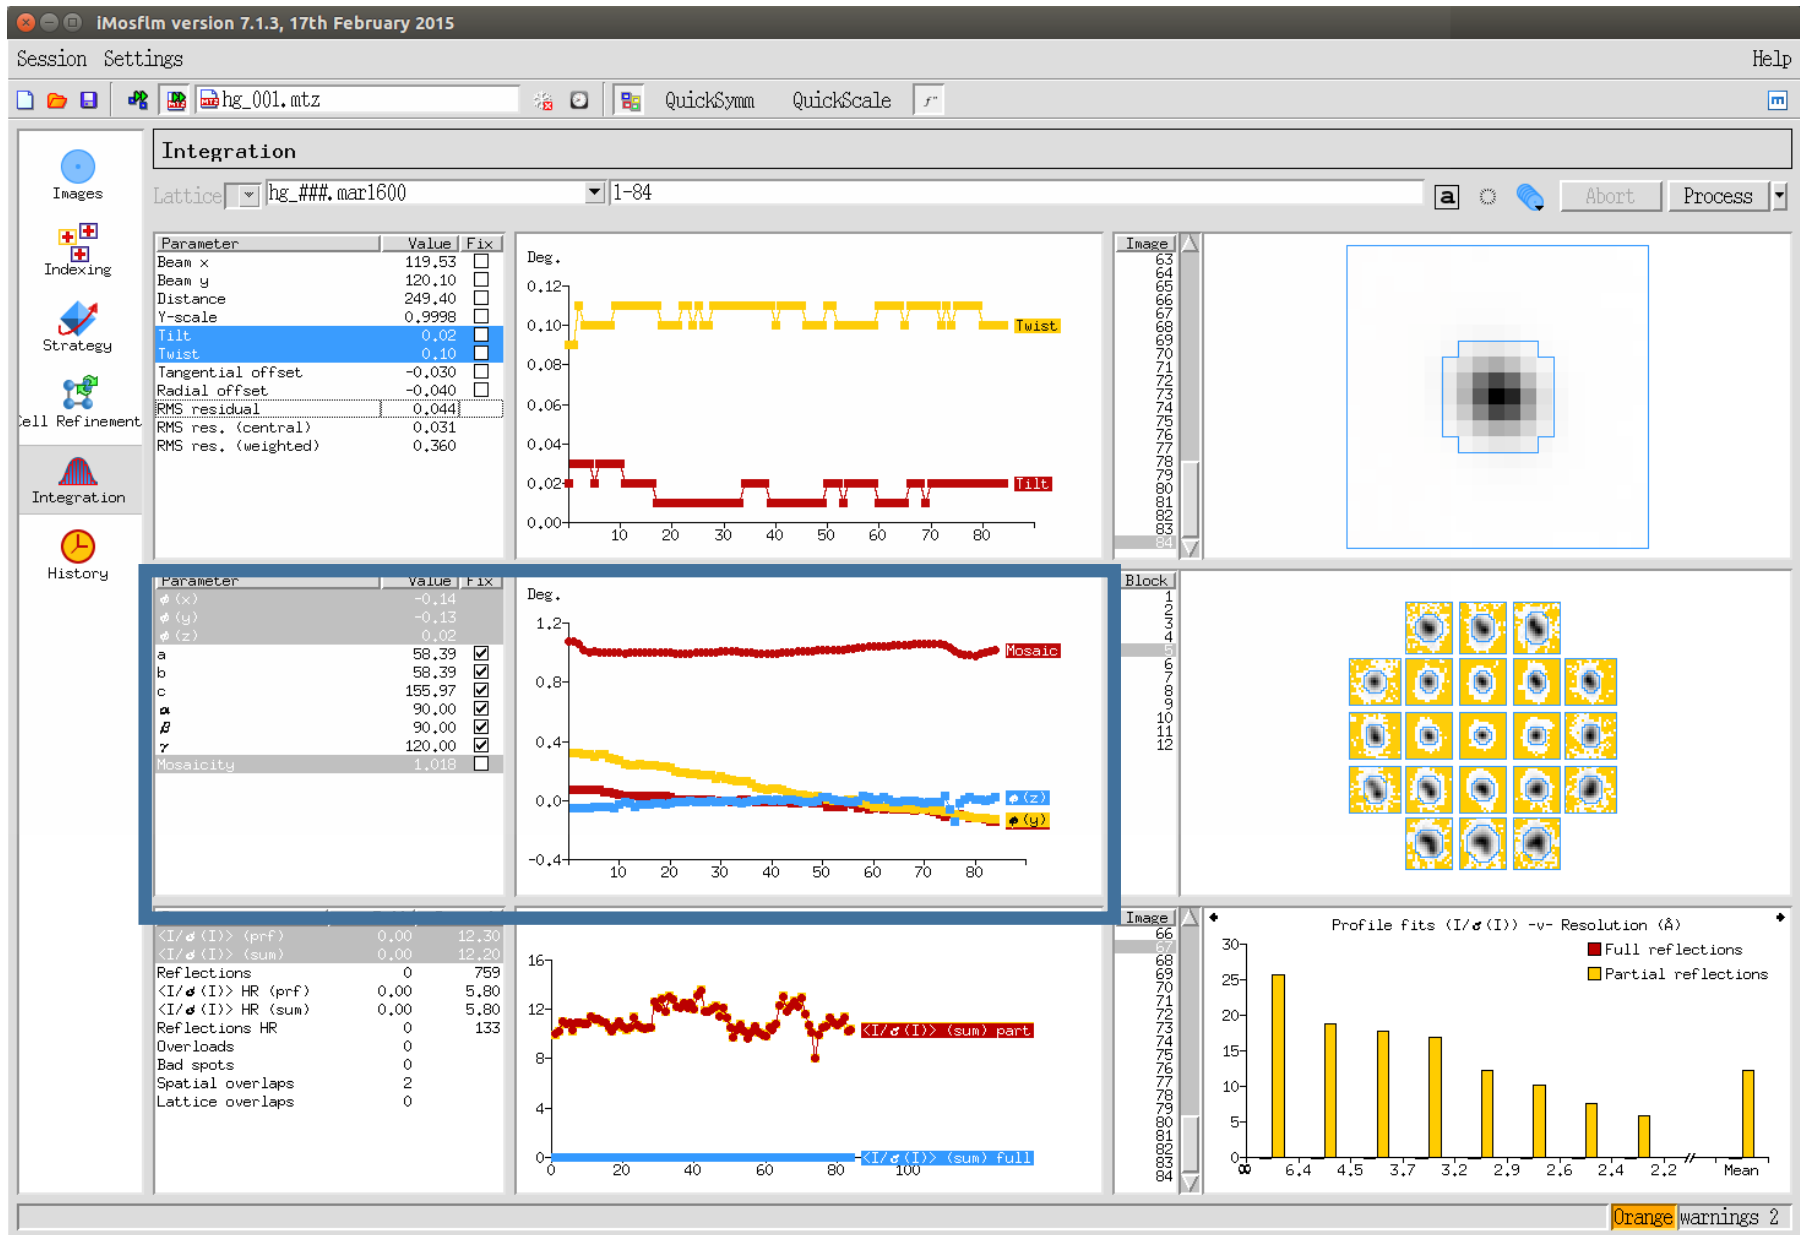 iMosflm version 7.1.3, 17th February 2015
Session Settings Help
hg_001.mtz QuickSymm QuickScale f" m
Integration
Lattice hg_###.mar1600 1-84 a Abort Process
Images
Indexing
Strategy
Cell Refinement
Integration
History
Parameter Value Fix
Beam x 119.53
Beam y 120.10
Distance 249.40
Y-scale 0.9998
Tilt 0.02
Twist 0.10
Tangential offset -0.030
Radial offset -0.040
RMS residual 0.044
RMS res. (central) 0.031
RMS res. (weighted) 0.360
Deg.
0.12
0.10
0.08
0.06
0.04
0.02
0.00
10 20 30 40 50 60 70 80
Twist
Tilt
Image
63
64
65
66
67
68
69
70
71
72
73
74
75
76
77
78
79
80
81
82
83
84
Parameter Value Fix
ϕ(x) -0.14
ϕ(y) -0.13
ϕ(z) 0.02
a 58.39
b 58.39
c 155.97
α 90.00
β 90.00
γ 120.00
Mosaicity 1.018
Deg.
1.2
0.8
0.4
0.0
-0.4
10 20 30 40 50 60 70 80
Mosaic
ϕ(z)
ϕ(y)
Block
1
2
3
4
5
6
7
8
9
10
11
12
<I/σ(I)> (prf) 0.00 12.30
<I/σ(I)> (sum) 0.00 12.20
Reflections 0 759
<I/σ(I)> HR (prf) 0.00 5.80
<I/σ(I)> HR (sum) 0.00 5.80
Reflections HR 0 133
Overloads 0
Bad spots 0
Spatial overlaps 2
Lattice overlaps 0
16
12
8
4
0
0 20 40 60 80 100
<I/σ(I)> (sum) part
<I/σ(I)> (sum) full
Image
66
67
68
69
70
71
72
73
74
75
76
77
78
79
80
81
82
83
84
Profile fits (I/σ(I)) -v- Resolution (Å)
Full reflections
Partial reflections
30
25
20
15
10
5
0
∞ 6.4 4.5 3.7 3.2 2.9 2.6 2.4 2.2 // Mean
Orange warnings 2